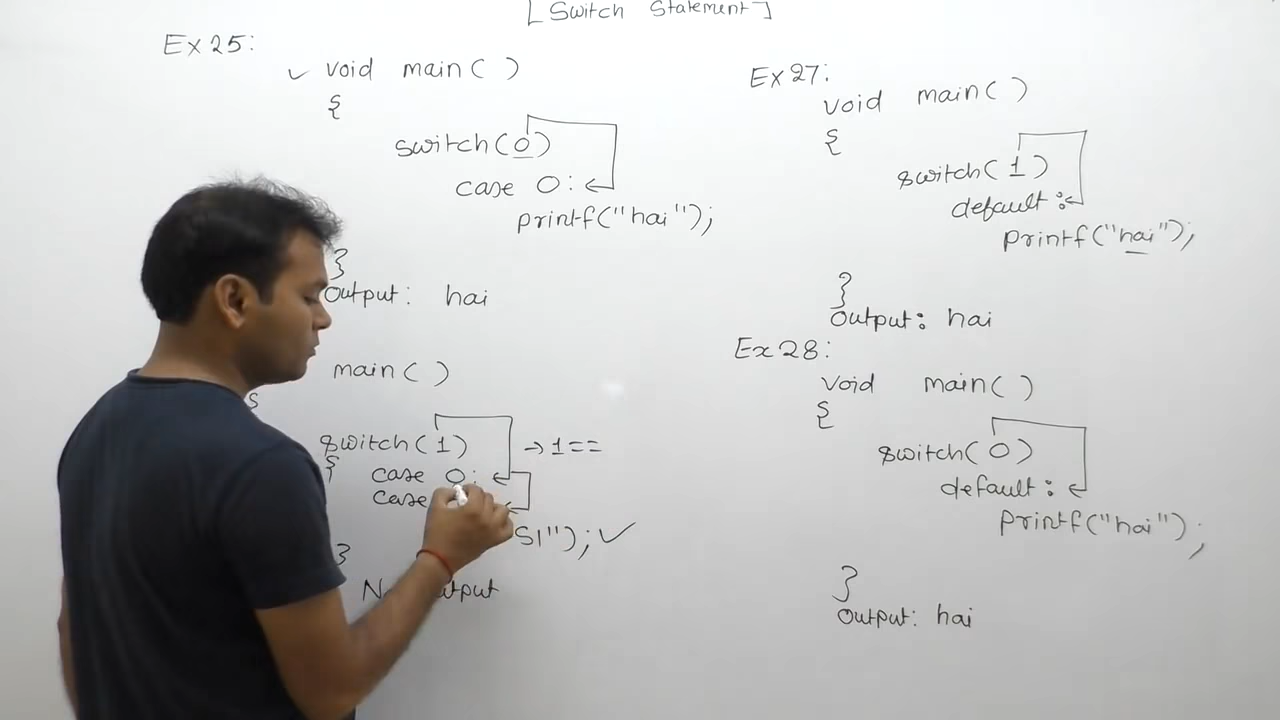 [Switch Statement]
Ex 25:
✓ void main( )
{
switch(0)
case 0:
printf("hai");
}
Output: hai
main( )
{
switch(1) → 1==
{ case 0:
case
S1"); ✓
}
Ex 27:
void main( )
{
switch(1)
default:
printf("hai");
}
Output: hai
Ex 28:
void main( )
{
switch(0)
default:
printf("hai");
}
Output: hai